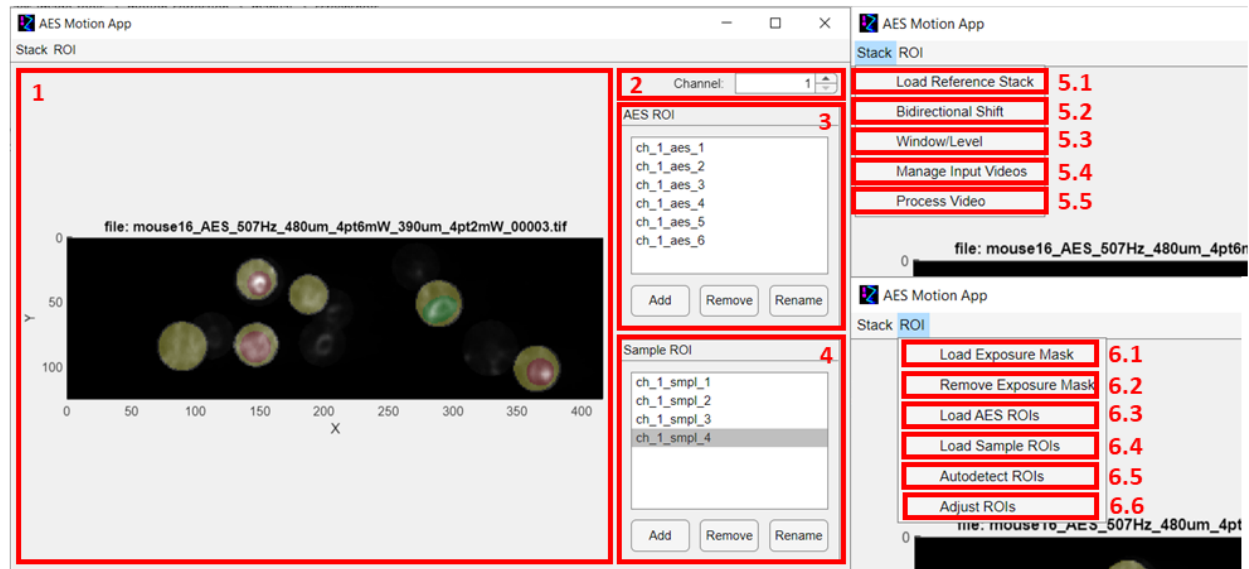 AES Motion App
Stack ROI
1
file: mouse16_AES_507Hz_480um_4pt6mW_390um_4pt2mW_00003.tif
0
50
100
Y
0 50 100 150 200 250 300 350 400
X
2 Channel: 1
AES ROI 3
ch_1_aes_1
ch_1_aes_2
ch_1_aes_3
ch_1_aes_4
ch_1_aes_5
ch_1_aes_6
Add Remove Rename
Sample ROI 4
ch_1_smpl_1
ch_1_smpl_2
ch_1_smpl_3
ch_1_smpl_4
Add Remove Rename
AES Motion App
Stack ROI
Load Reference Stack 5.1
Bidirectional Shift 5.2
Window/Level 5.3
Manage Input Videos 5.4
Process Video 5.5
file: mouse16_AES_507Hz_480um_4pt6m
0
AES Motion App
Stack ROI
Load Exposure Mask 6.1
Remove Exposure Mask 6.2
Load AES ROIs 6.3
Load Sample ROIs 6.4
Autodetect ROIs 6.5
Adjust ROIs 6.6
file: mouse16_AES_507Hz_480um_4pt
0